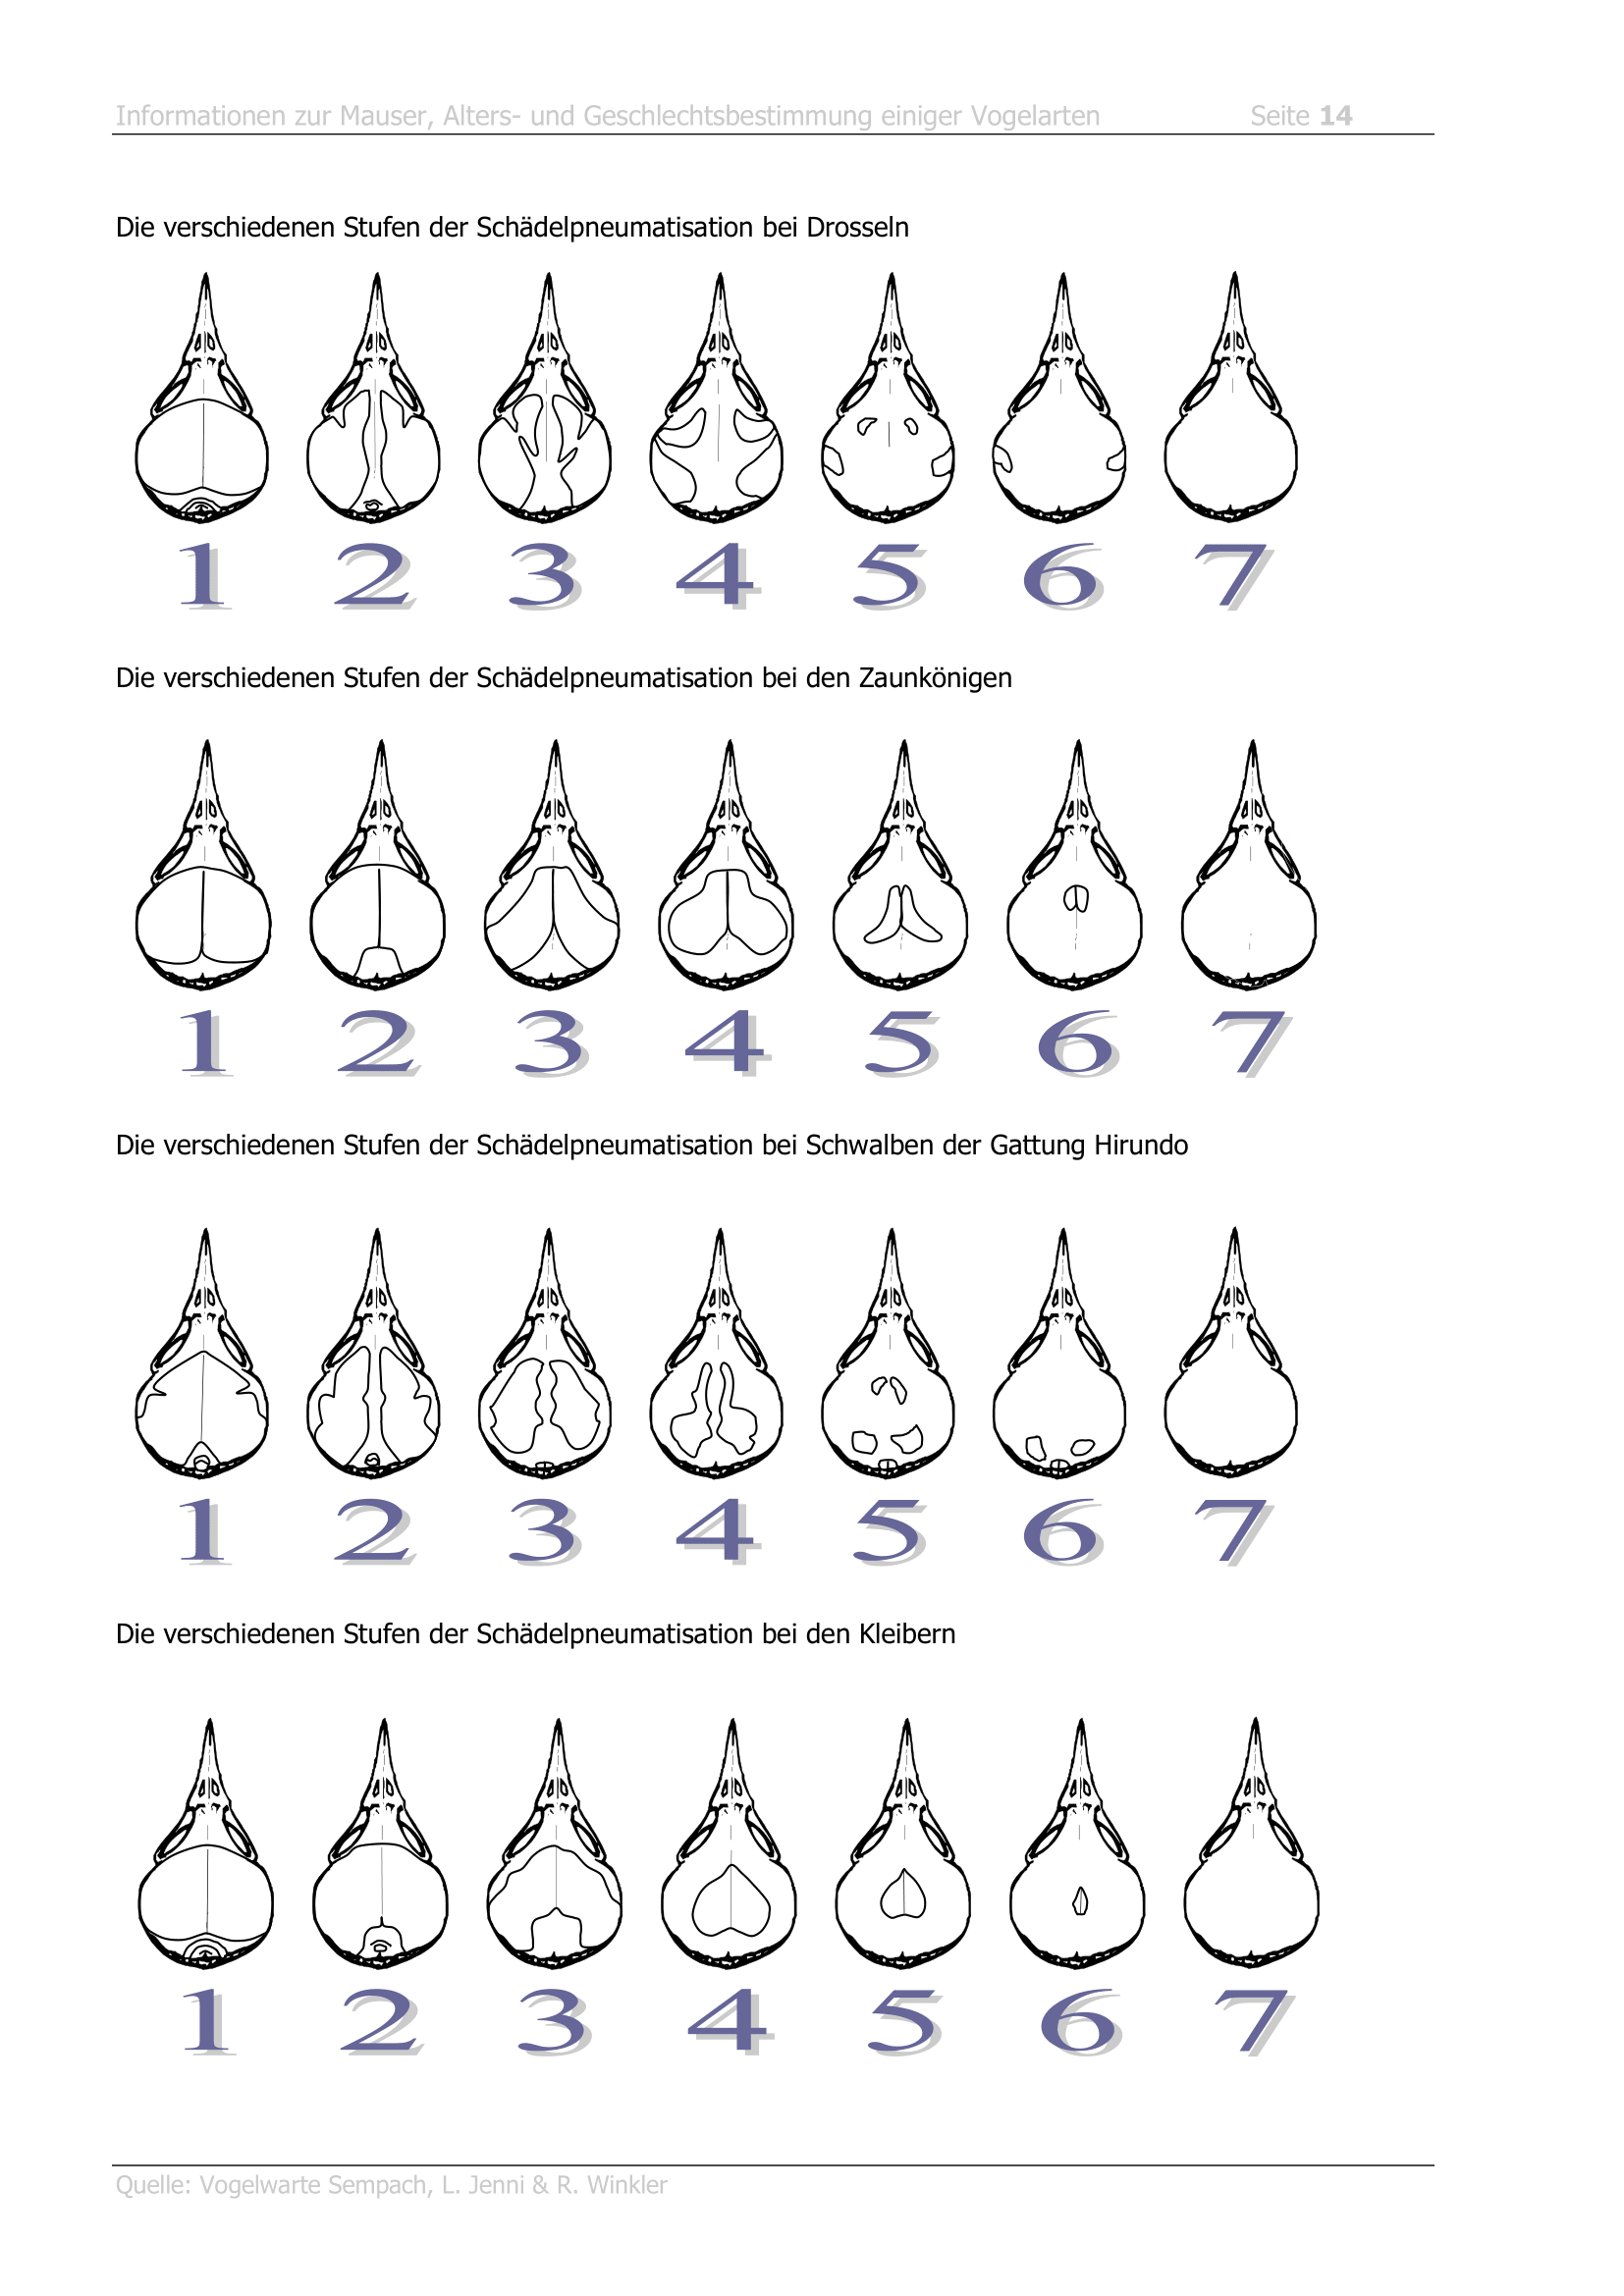 Informationen zur Mauser, Alters- und Geschlechtsbestimmung einiger Vogelarten Seite 14
Die verschiedenen Stufen der Schädelpneumatisation bei Drosseln
1 2 3 4 5 6 7
Die verschiedenen Stufen der Schädelpneumatisation bei den Zaunkönigen
1 2 3 4 5 6 7
Die verschiedenen Stufen der Schädelpneumatisation bei Schwalben der Gattung Hirundo
1 2 3 4 5 6 7
Die verschiedenen Stufen der Schädelpneumatisation bei den Kleibern
1 2 3 4 5 6 7
Quelle: Vogelwarte Sempach, L. Jenni & R. Winkler